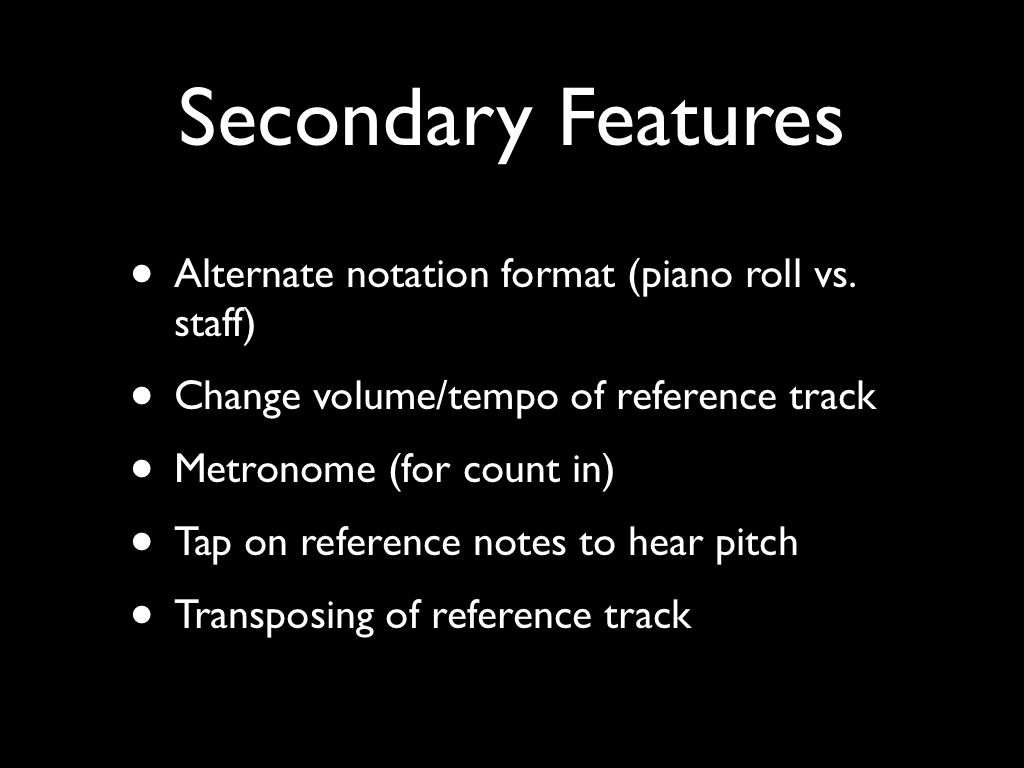 Secondary Features
• Alternate notation format (piano roll vs.
staff)
• Change volume/tempo of reference track
• Metronome (for count in)
• Tap on reference notes to hear pitch
• Transposing of reference track